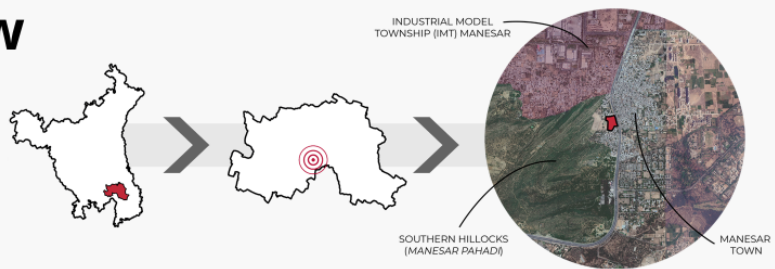 w
INDUSTRIAL MODEL
TOWNSHIP (IMT) MANESAR
SOUTHERN HILLOCKS
(MANESAR PAHADI)
MANESAR
TOWN